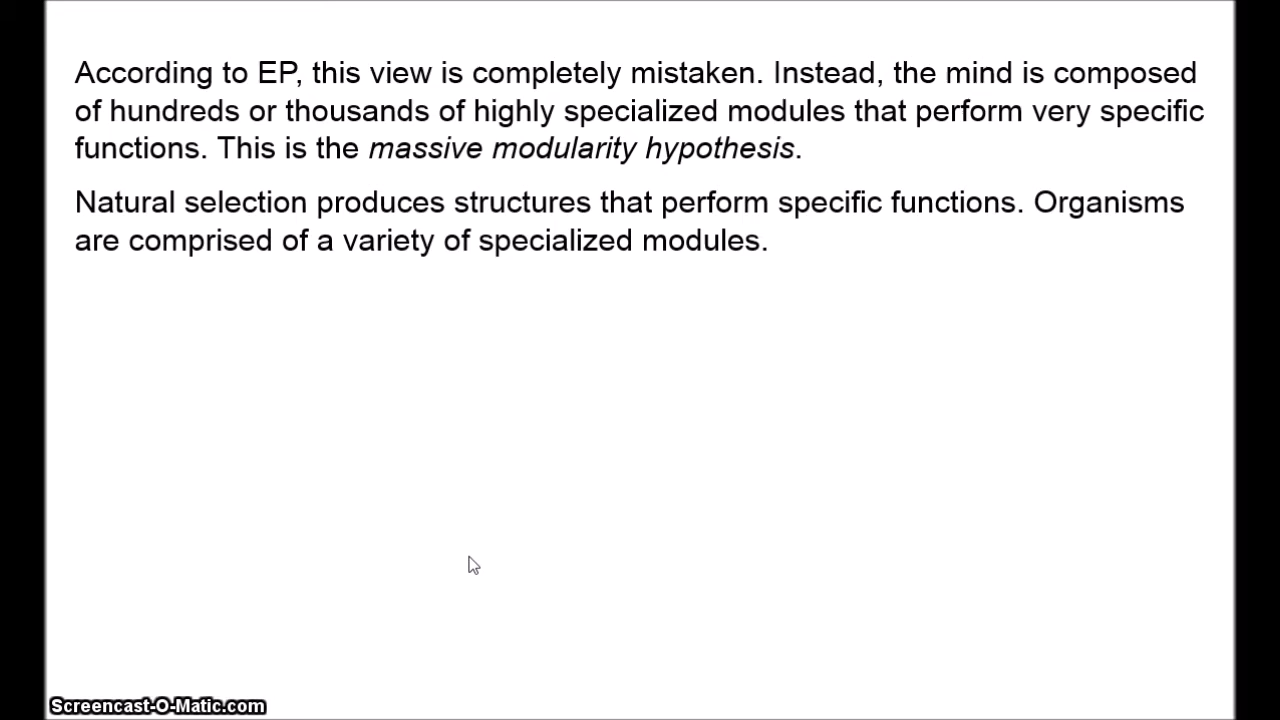 According to EP, this view is completely mistaken. Instead, the mind is composed
of hundreds or thousands of highly specialized modules that perform very specific
functions. This is the massive modularity hypothesis.
Natural selection produces structures that perform specific functions. Organisms
are comprised of a variety of specialized modules.
Screencast-O-Matic.com